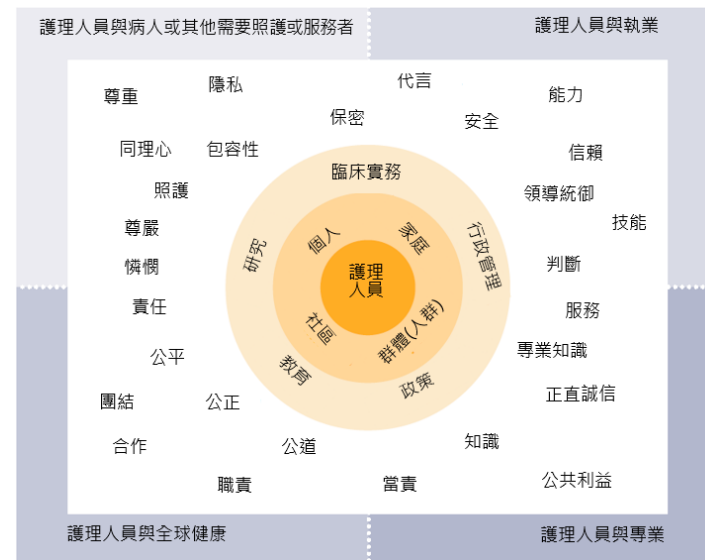 護理人員與病人或其他需要照護或服務者
護理人員與執業
尊重
隱私
代言
能力
保密
安全
同理心
包容性
信賴
照護
領導統御
技能
尊嚴
憐憫
判斷
責任
服務
公平
專業知識
團結
公正
正直誠信
合作
公道
知識
職責
當責
公共利益
臨床實務
研究
行政管理
教育
政策
個人
家庭
社區
群體(人群)
護理
人員
護理人員與全球健康
護理人員與專業